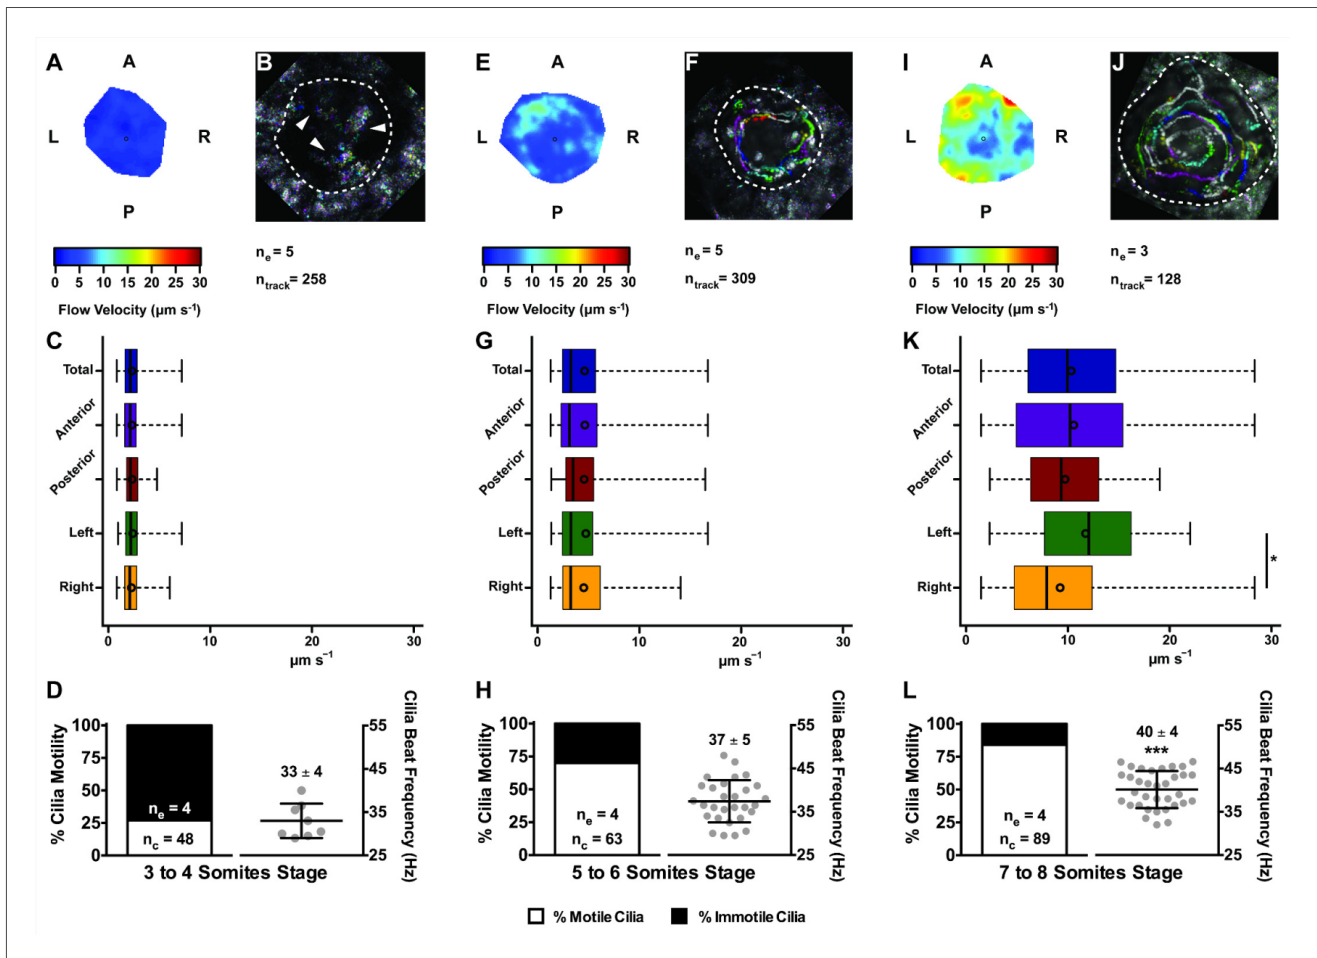 A
A
L
R
P
B
0 5 10 15 20 25 30
Flow Velocity (µm s⁻¹)
nₑ = 5
n_track = 258
E
A
L
R
P
F
0 5 10 15 20 25 30
Flow Velocity (µm s⁻¹)
nₑ = 5
n_track = 309
I
A
L
R
P
J
0 5 10 15 20 25 30
Flow Velocity (µm s⁻¹)
nₑ = 3
n_track = 128
C
Total
Anterior
Posterior
Left
Right
0 10 20 30
µm s⁻¹
G
Total
Anterior
Posterior
Left
Right
0 10 20 30
µm s⁻¹
K
Total
Anterior
Posterior
Left
Right
*
0 10 20 30
µm s⁻¹
D
% Cilia Motility
100
75
50
25
0
nₑ = 4
n_c = 48
33 ± 4
55
45
35
25
Cilia Beat Frequency (Hz)
3 to 4 Somites Stage
H
% Cilia Motility
100
75
50
25
0
nₑ = 4
n_c = 63
37 ± 5
55
45
35
25
Cilia Beat Frequency (Hz)
5 to 6 Somites Stage
L
% Cilia Motility
100
75
50
25
0
nₑ = 4
n_c = 89
40 ± 4
***
55
45
35
25
Cilia Beat Frequency (Hz)
7 to 8 Somites Stage
% Motile Cilia
% Immotile Cilia